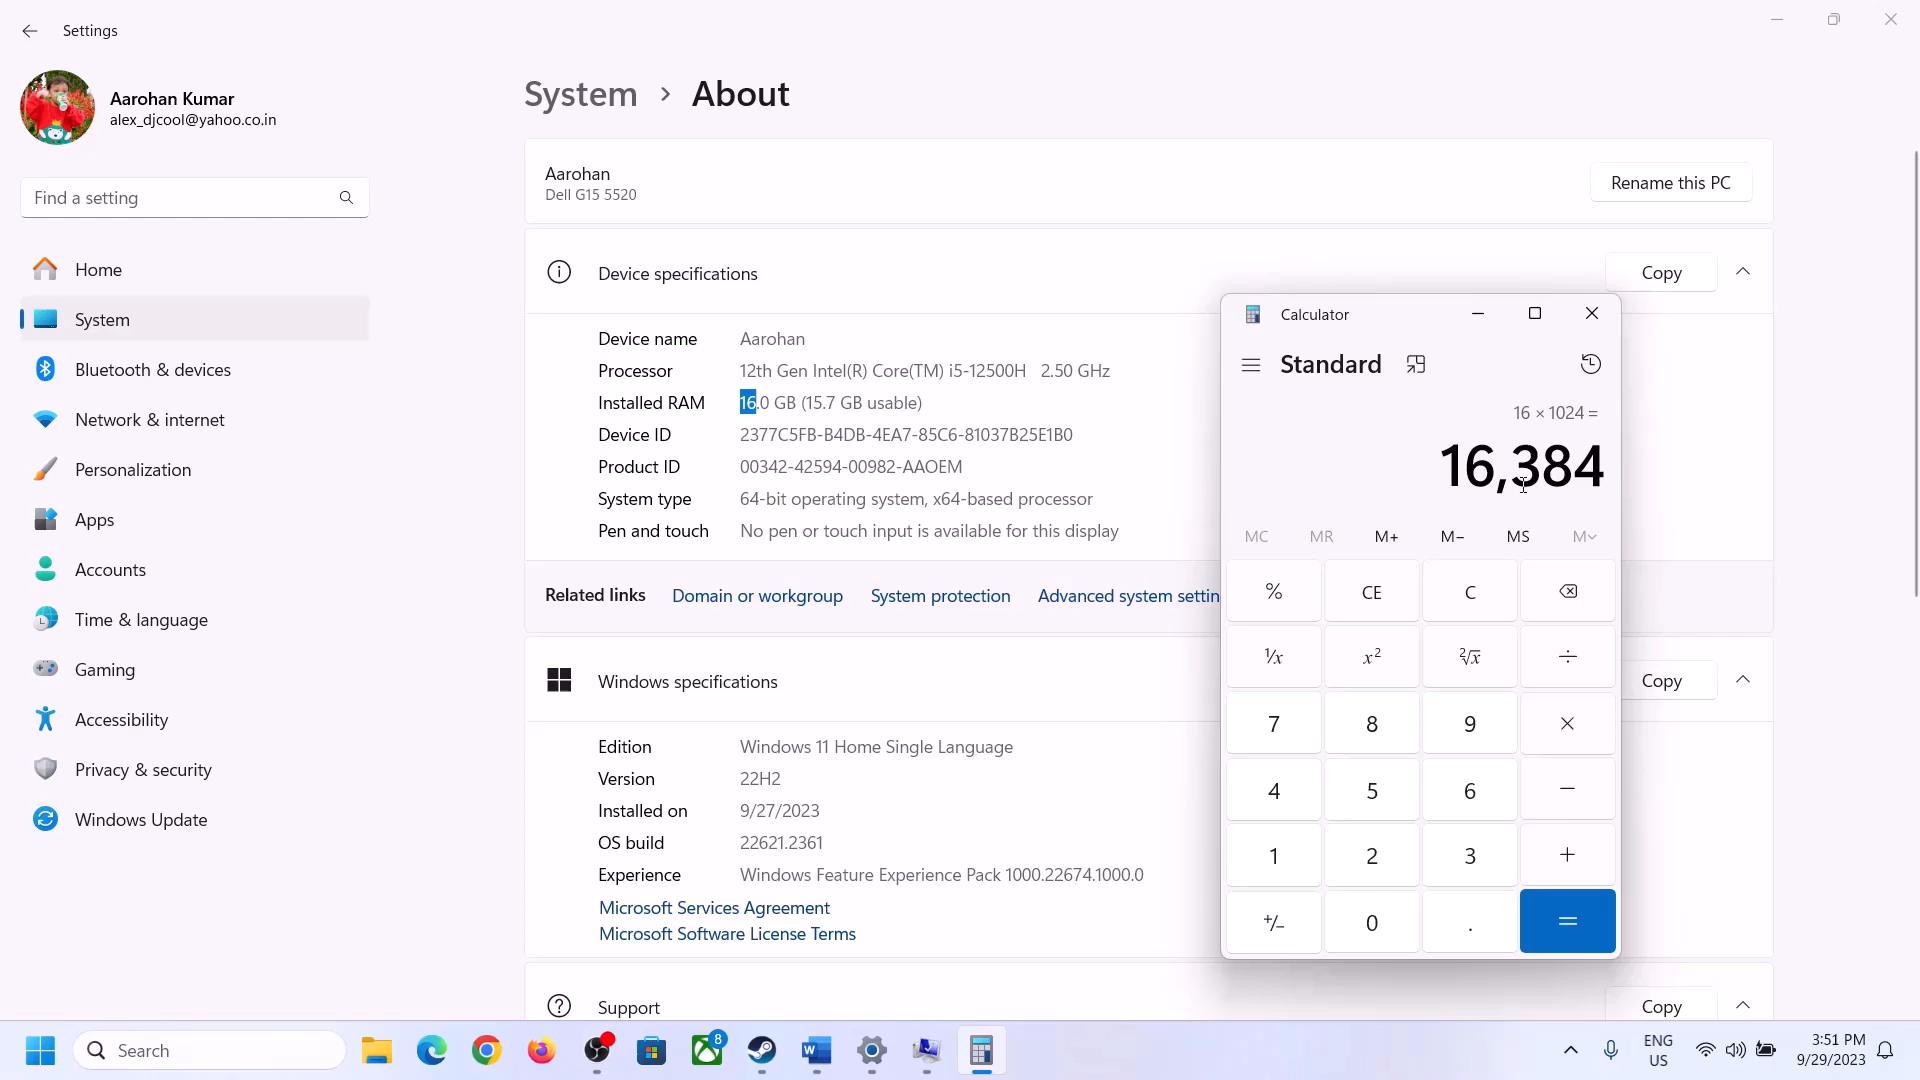 Settings
Aarohan Kumar
alex_djcool@yahoo.co.in
Find a setting
Home
System
Bluetooth & devices
Network & internet
Personalization
Apps
Accounts
Time & language
Gaming
Accessibility
Privacy & security
Windows Update
System > About
Aarohan
Dell G15 5520
Rename this PC
Device specifications
Copy
Device name Aarohan
Processor 12th Gen Intel(R) Core(TM) i5-12500H 2.50 GHz
Installed RAM 16.0 GB (15.7 GB usable)
Device ID 2377C5FB-B4DB-4EA7-85C6-81037B25E1B0
Product ID 00342-42594-00982-AAOEM
System type 64-bit operating system, x64-based processor
Pen and touch No pen or touch input is available for this display
Related links Domain or workgroup System protection Advanced system settin
Windows specifications
Copy
Edition Windows 11 Home Single Language
Version 22H2
Installed on 9/27/2023
OS build 22621.2361
Experience Windows Feature Experience Pack 1000.22674.1000.0
Microsoft Services Agreement
Microsoft Software License Terms
Support
Copy
Calculator
Standard
16 × 1024 =
16,384
MC MR M+ M− MS M˅
% CE C
⅟x x² ²√x ÷
7 8 9 ×
4 5 6 −
1 2 3 +
+/− 0 . =
Search
8
ENG
US
3:51 PM
9/29/2023